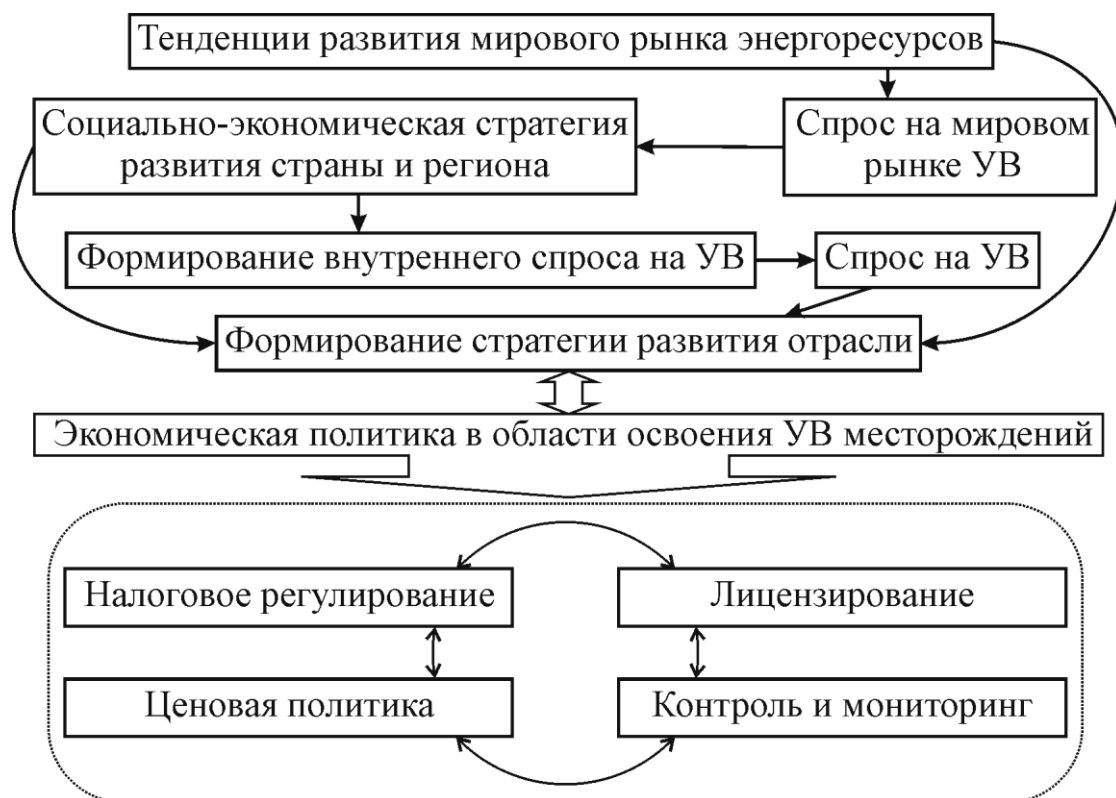 Тенденции развития мирового рынка энергоресурсов
Социально-экономическая стратегия
развития страны и региона
Спрос на мировом
рынке УВ
Формирование внутреннего спроса на УВ
Спрос на УВ
Формирование стратегии развития отрасли
Экономическая политика в области освоения УВ месторождений
Налоговое регулирование
Лицензирование
Ценовая политика
Контроль и мониторинг